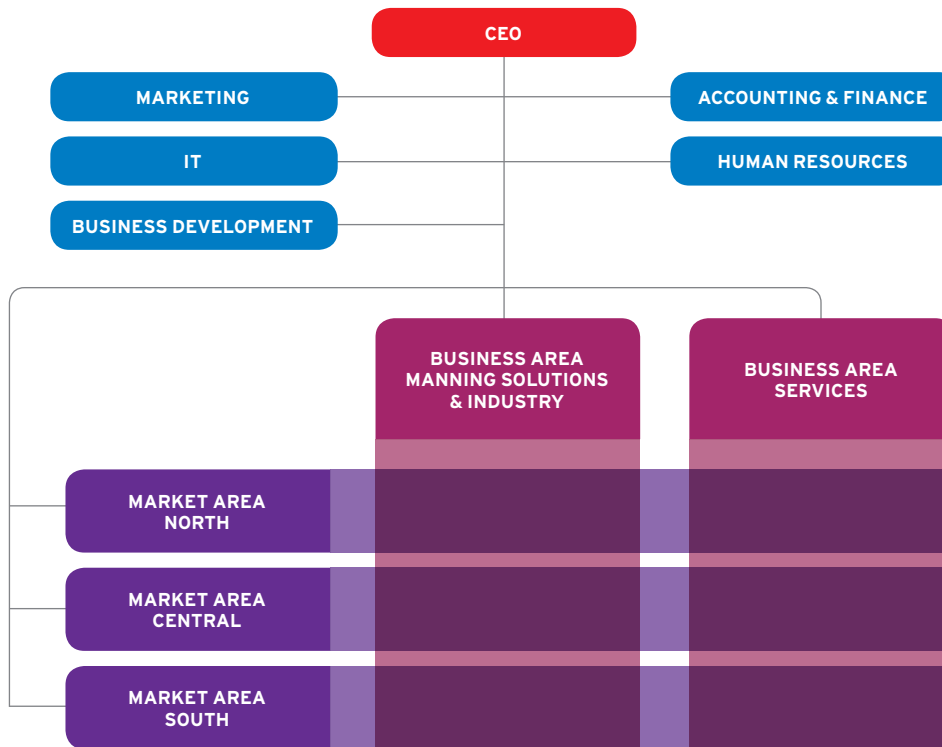 CEO
MARKETING
ACCOUNTING & FINANCE
IT
HUMAN RESOURCES
BUSINESS DEVELOPMENT
BUSINESS AREA
MANNING SOLUTIONS
& INDUSTRY
BUSINESS AREA
SERVICES
MARKET AREA
NORTH
MARKET AREA
CENTRAL
MARKET AREA
SOUTH